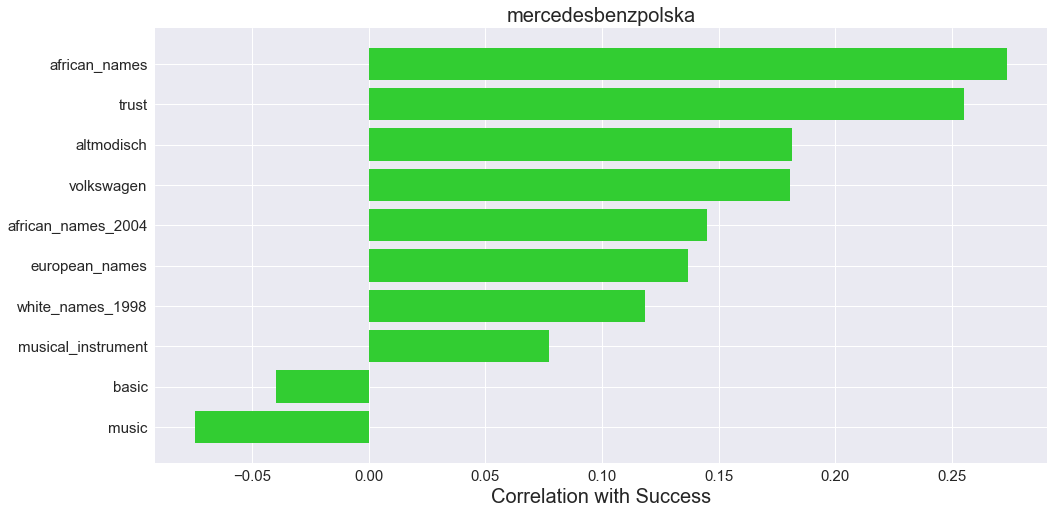 mercedesbenzpolska
african_names
trust
altmodisch
volkswagen
african_names_2004
european_names
white_names_1998
musical_instrument
basic
music
−0.05 0.00 0.05 0.10 0.15 0.20 0.25
Correlation with Success